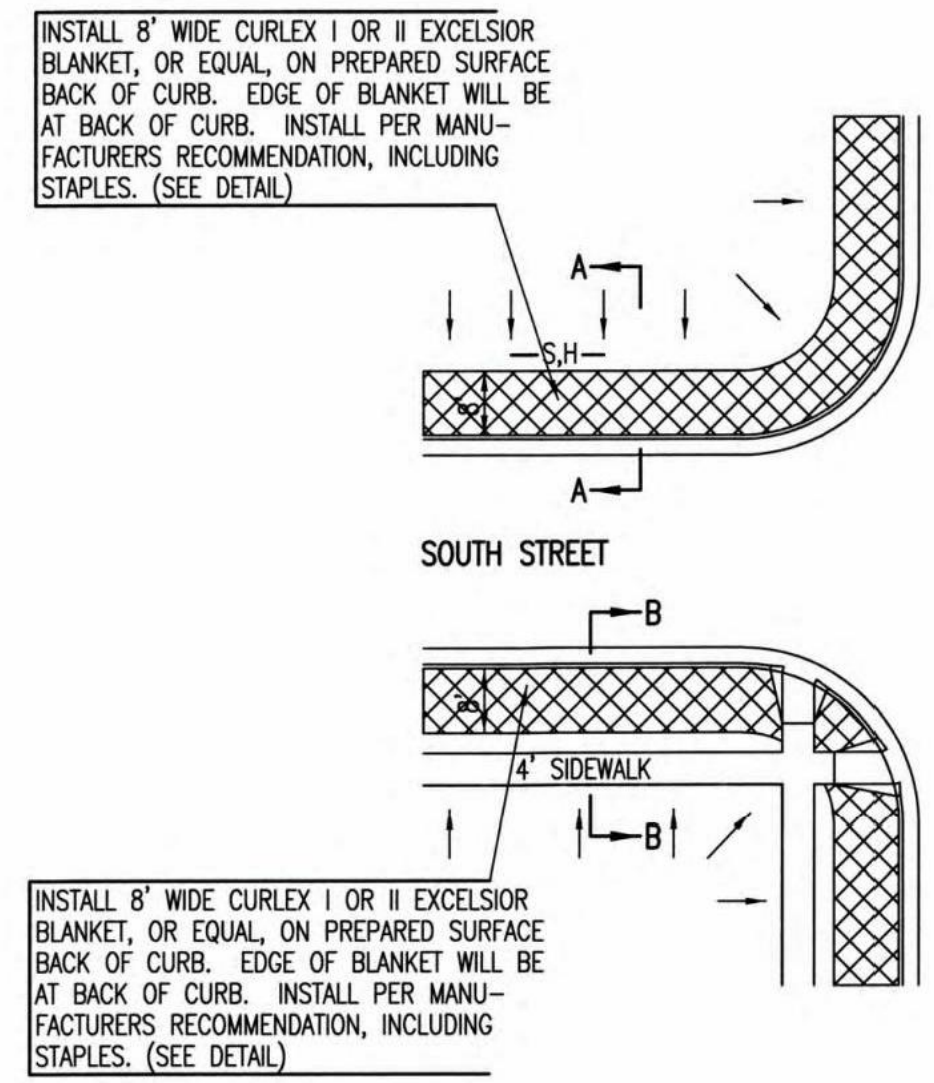 INSTALL 8' WIDE CURLEX I OR II EXCELSIOR
BLANKET, OR EQUAL, ON PREPARED SURFACE
BACK OF CURB. EDGE OF BLANKET WILL BE
AT BACK OF CURB. INSTALL PER MANU-
FACTURERS RECOMMENDATION, INCLUDING
STAPLES. (SEE DETAIL)
A
S,H
8'
A
SOUTH STREET
B
8'
4' SIDEWALK
B
INSTALL 8' WIDE CURLEX I OR II EXCELSIOR
BLANKET, OR EQUAL, ON PREPARED SURFACE
BACK OF CURB. EDGE OF BLANKET WILL BE
AT BACK OF CURB. INSTALL PER MANU-
FACTURERS RECOMMENDATION, INCLUDING
STAPLES. (SEE DETAIL)